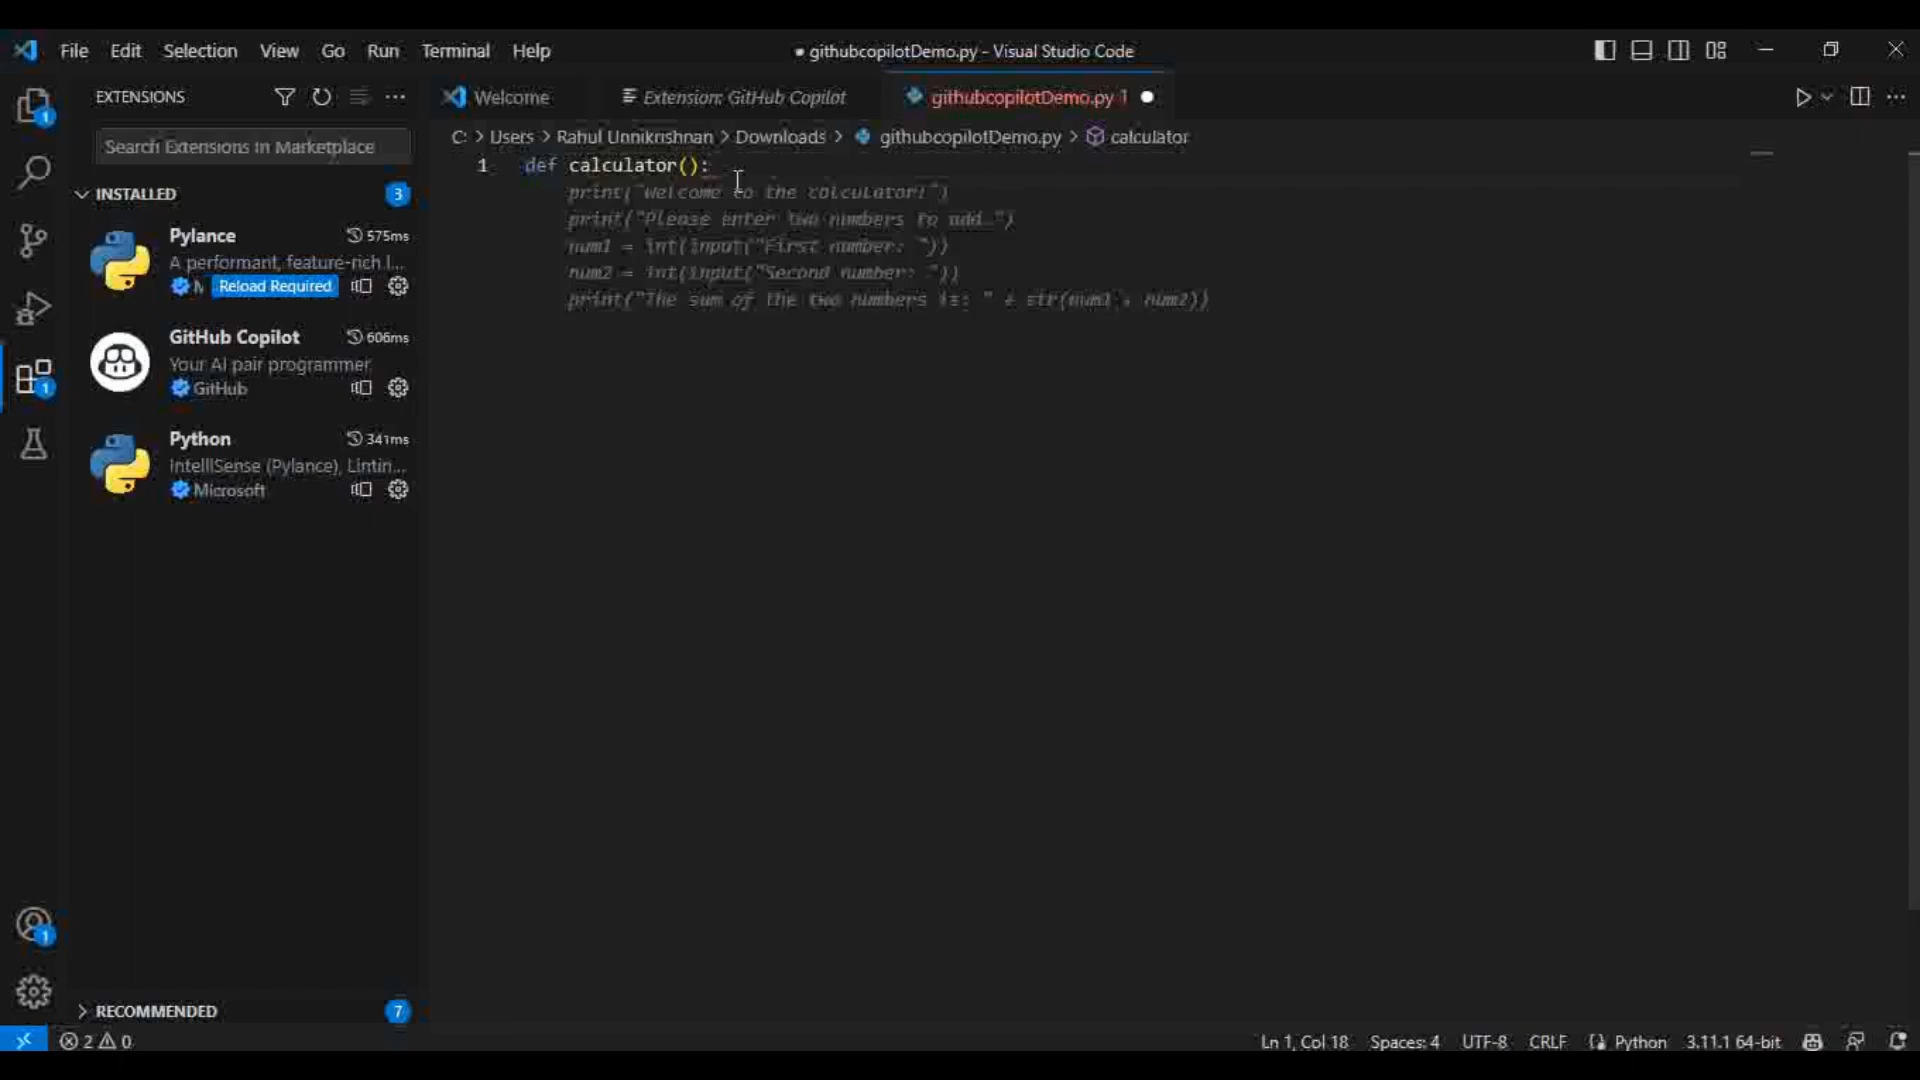 File Edit Selection View Go Run Terminal Help
● githubcopilotDemo.py - Visual Studio Code
EXTENSIONS
Welcome
Extension: GitHub Copilot
githubcopilotDemo.py 1
Search Extensions in Marketplace
C: > Users > Rahul Unnikrishnan > Downloads > githubcopilotDemo.py > calculator
1 def calculator():
print("Welcome to the calculator!")
print("Please enter two numbers to add.")
num1 = int(input("First number: "))
num2 = int(input("Second number: "))
print("The sum of the two numbers is: " + str(num1 + num2))
INSTALLED 3
Pylance 575ms
A performant, feature-rich l...
M Reload Required
GitHub Copilot 606ms
Your AI pair programmer
GitHub
Python 341ms
IntelliSense (Pylance), Lintin...
Microsoft
1
1
1
RECOMMENDED 7
2 0
Ln 1, Col 18 Spaces: 4 UTF-8 CRLF Python 3.11.1 64-bit